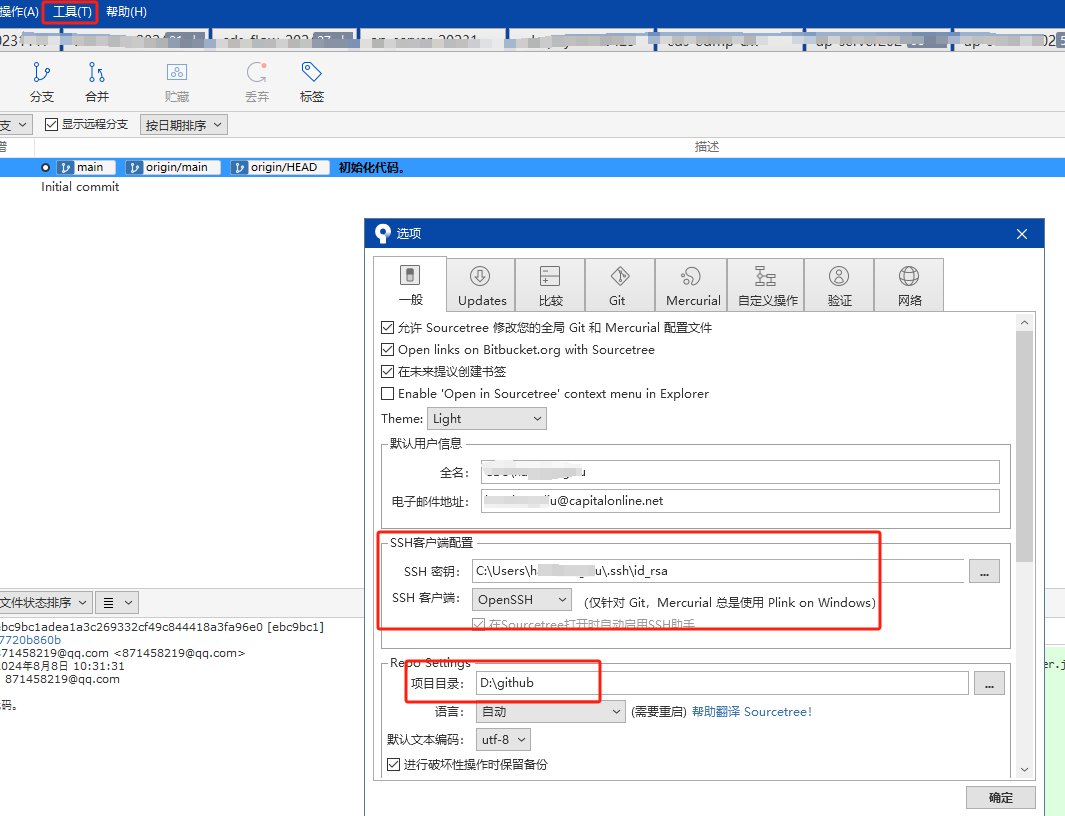 操作(A) 工具(T) 帮助(H)
分支 合并 贮藏 丢弃 标签
支 显示远程分支 按日期排序
描述
main origin/main origin/HEAD 初始化代码。
Initial commit
选项
一般 Updates 比较 Git Mercurial 自定义操作 验证 网络
允许 Sourcetree 修改您的全局 Git 和 Mercurial 配置文件
Open links on Bitbucket.org with Sourcetree
在未来提议创建书签
Enable 'Open in Sourcetree' context menu in Explorer
Theme: Light
默认用户信息
全名:
电子邮件地址: u@capitalonline.net
SSH客户端配置
SSH 密钥: C:\Users\h u\.ssh\id_rsa ...
SSH 客户端: OpenSSH (仅针对 Git，Mercurial 总是使用 Plink on Windows)
在Sourcetree打开时自动启用SSH助手
Repo Settings
项目目录: D:\github ...
语言: 自动 (需要重启) 帮助翻译 Sourcetree!
默认文本编码: utf-8
进行破坏性操作时保留备份
确定
文件状态排序
ebc9bc1adea1a3c269332cf49c844418a3fa96e0 [ebc9bc1]
7720b860b
871458219@qq.com <871458219@qq.com>
2024年8月8日 10:31:31
871458219@qq.com
代码。